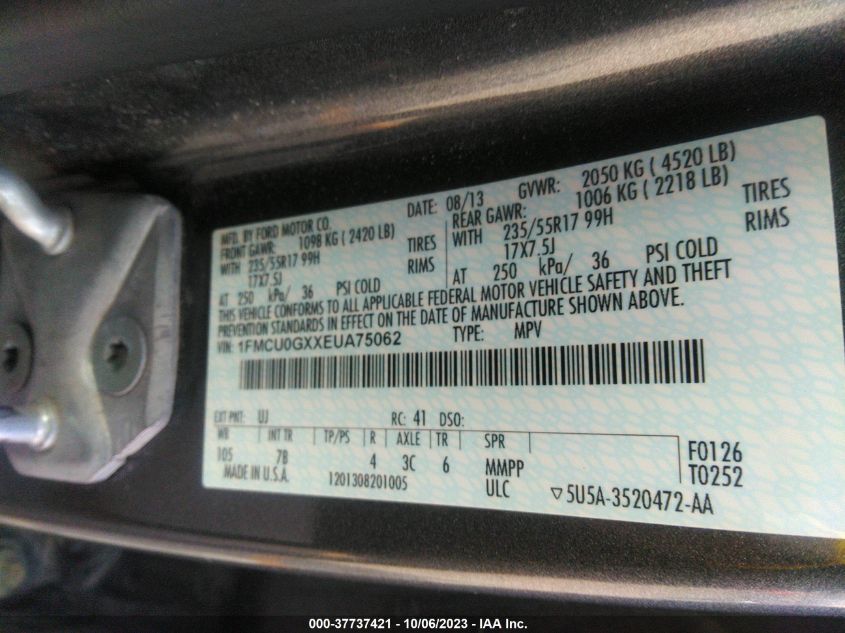 MFD. BY FORD MOTOR CO.
FRONT GAWR: 1098 KG ( 2420 LB)
WITH 235/55R17 99H TIRES
17X7.5J RIMS
AT 250 kPa/ 36 PSI COLD
DATE: 08/13 GVWR: 2050 KG ( 4520 LB)
REAR GAWR: 1006 KG ( 2218 LB)
WITH 235/55R17 99H TIRES
17X7.5J RIMS
AT 250 kPa/ 36 PSI COLD
THIS VEHICLE CONFORMS TO ALL APPLICABLE FEDERAL MOTOR VEHICLE SAFETY AND THEFT
PREVENTION STANDARDS IN EFFECT ON THE DATE OF MANUFACTURE SHOWN ABOVE.
VIN: 1FMCU0GXXEUA75062 TYPE: MPV
EXT PNT: UJ RC: 41 DSO:
WB INT TR TP/PS R AXLE TR SPR
105 7B 4 3C 6 MMPP
MADE IN U.S.A. 1201308201005 ULC
F0126
T0252
▽5U5A-3520472-AA
000-37737421 - 10/06/2023 - IAA Inc.